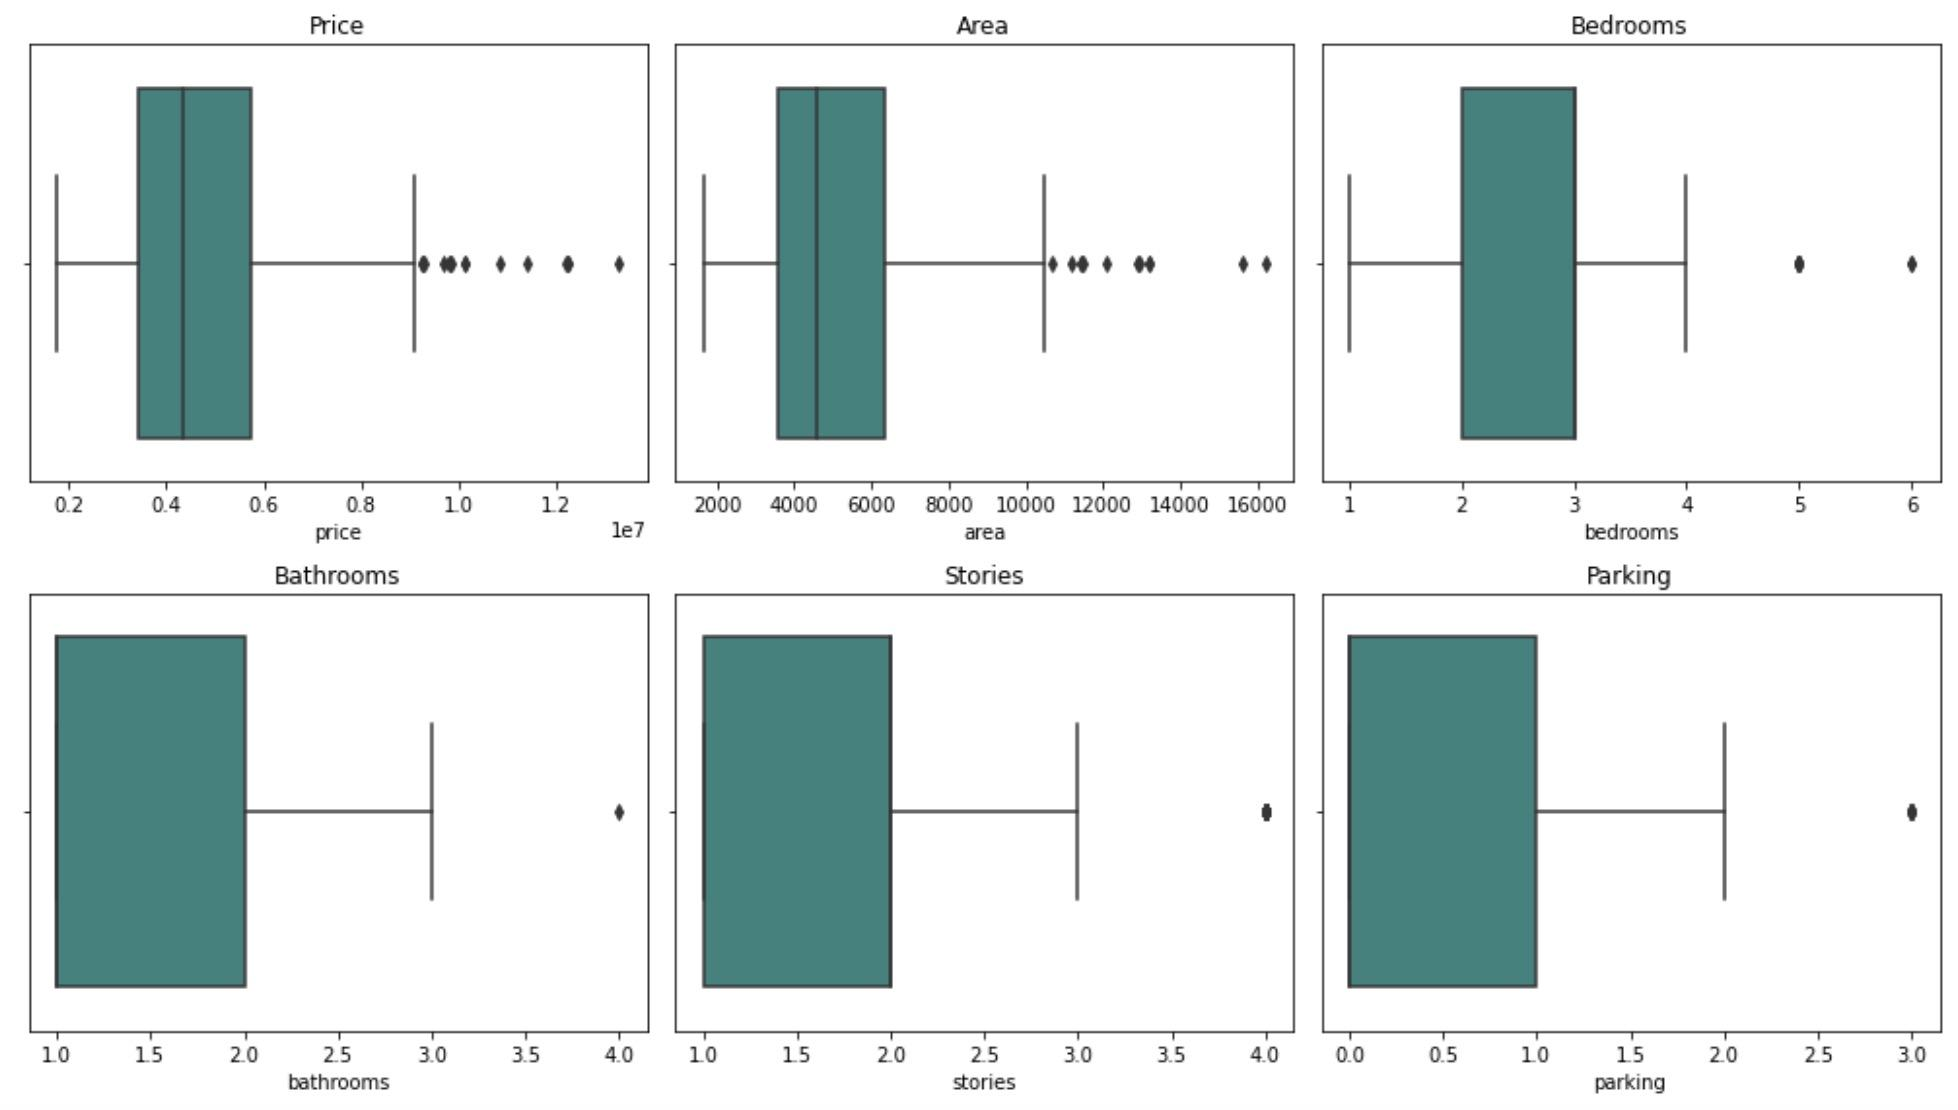 Price Area Bedrooms
0.2 0.4 0.6 0.8 1.0 1.2 2000 4000 6000 8000 10000 12000 14000 16000 1 2 3 4 5 6
price 1e7 area bedrooms
Bathrooms Stories Parking
1.0 1.5 2.0 2.5 3.0 3.5 4.0 1.0 1.5 2.0 2.5 3.0 3.5 4.0 0.0 0.5 1.0 1.5 2.0 2.5 3.0
bathrooms stories parking